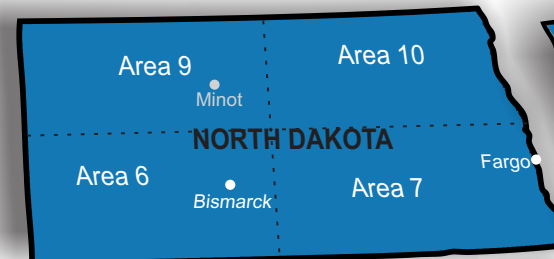 Area 9
Area 10
Minot
NORTH DAKOTA
Area 6
Area 7
Fargo
Bismarck